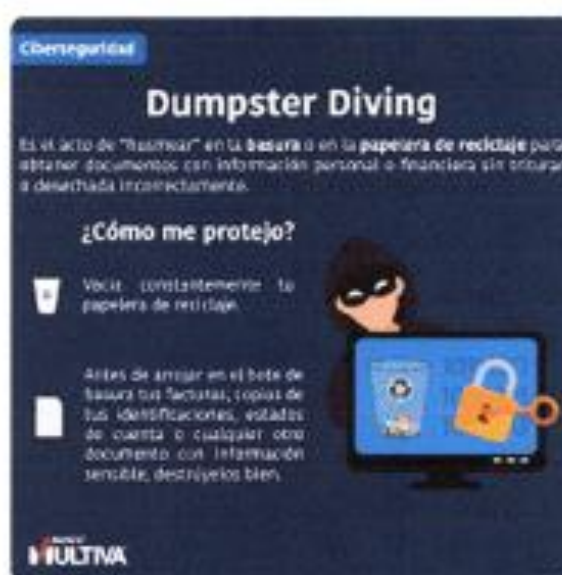 Ciberseguridad
Dumpster Diving
Es el acto de "husmear" en la basura o en la papelera de reciclaje para
obtener documentos con información personal o financiera sin triturar
o desechada incorrectamente.
¿Cómo me protejo?
Vacía constantemente tu
papelera de reciclaje.
Antes de arrojar en el bote de
basura tus facturas, copias de
tus identificaciones, estados
de cuenta o cualquier otro
documento con información
sensible, destrúyelos bien.
MULTIVA